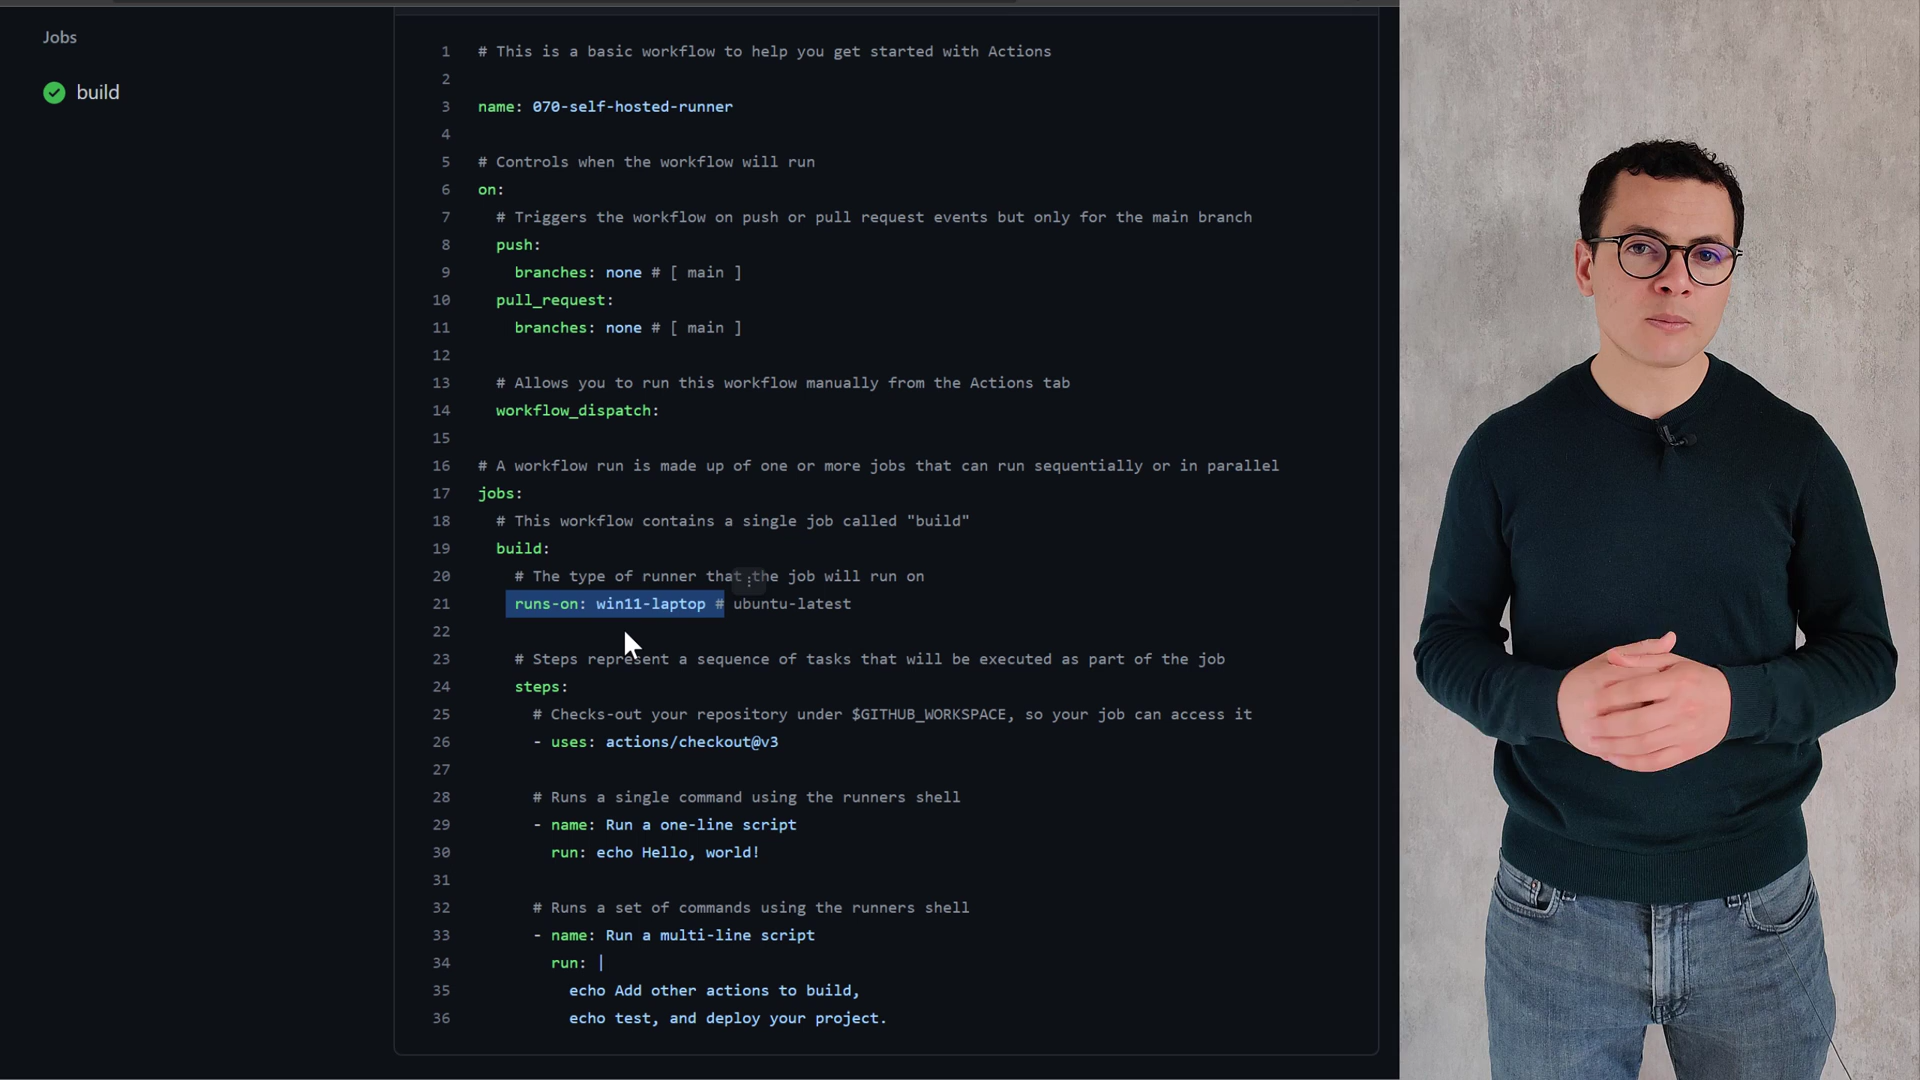 Jobs
build
1 # This is a basic workflow to help you get started with Actions
2
3 name: 070-self-hosted-runner
4
5 # Controls when the workflow will run
6 on:
7 # Triggers the workflow on push or pull request events but only for the main branch
8 push:
9 branches: none # [ main ]
10 pull_request:
11 branches: none # [ main ]
12
13 # Allows you to run this workflow manually from the Actions tab
14 workflow_dispatch:
15
16 # A workflow run is made up of one or more jobs that can run sequentially or in parallel
17 jobs:
18 # This workflow contains a single job called "build"
19 build:
20 # The type of runner that the job will run on
21 runs-on: win11-laptop # ubuntu-latest
22
23 # Steps represent a sequence of tasks that will be executed as part of the job
24 steps:
25 # Checks-out your repository under $GITHUB_WORKSPACE, so your job can access it
26 - uses: actions/checkout@v3
27
28 # Runs a single command using the runners shell
29 - name: Run a one-line script
30 run: echo Hello, world!
31
32 # Runs a set of commands using the runners shell
33 - name: Run a multi-line script
34 run: |
35 echo Add other actions to build,
36 echo test, and deploy your project.